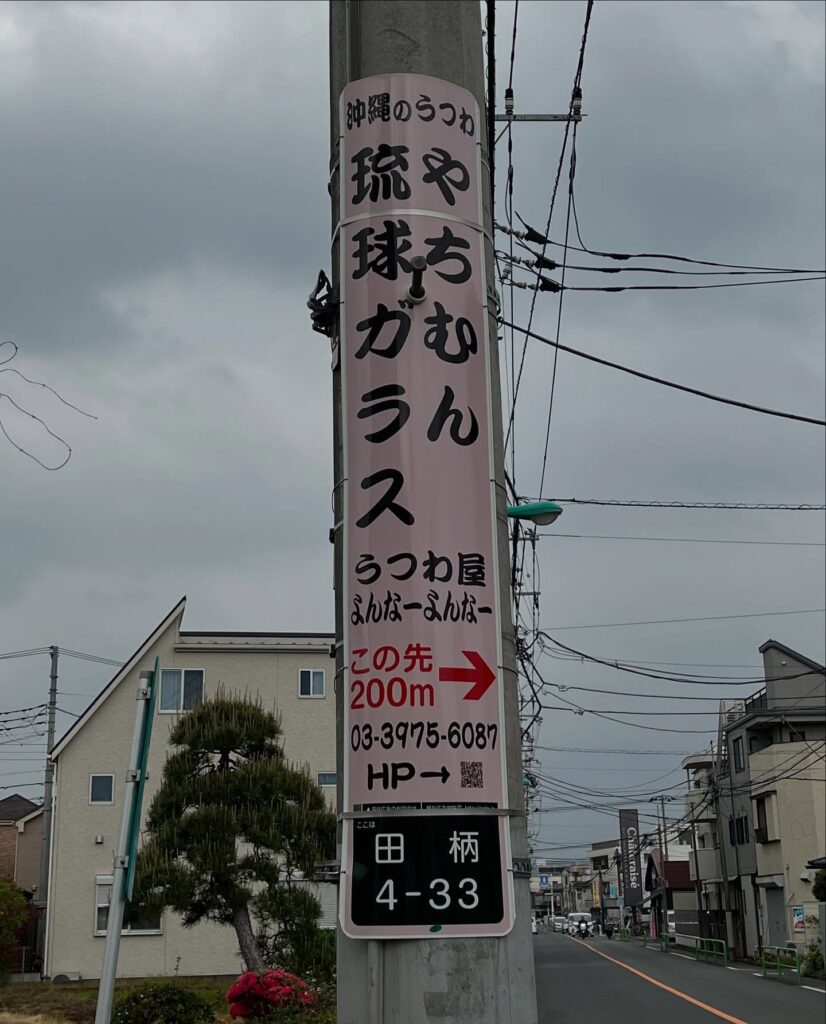 沖縄のうつわ
やちむん
琉球ガラス
うつわ屋
よんなーよんなー
この先
200m
03-3975-6087
HP→
ここは
田柄
4-33